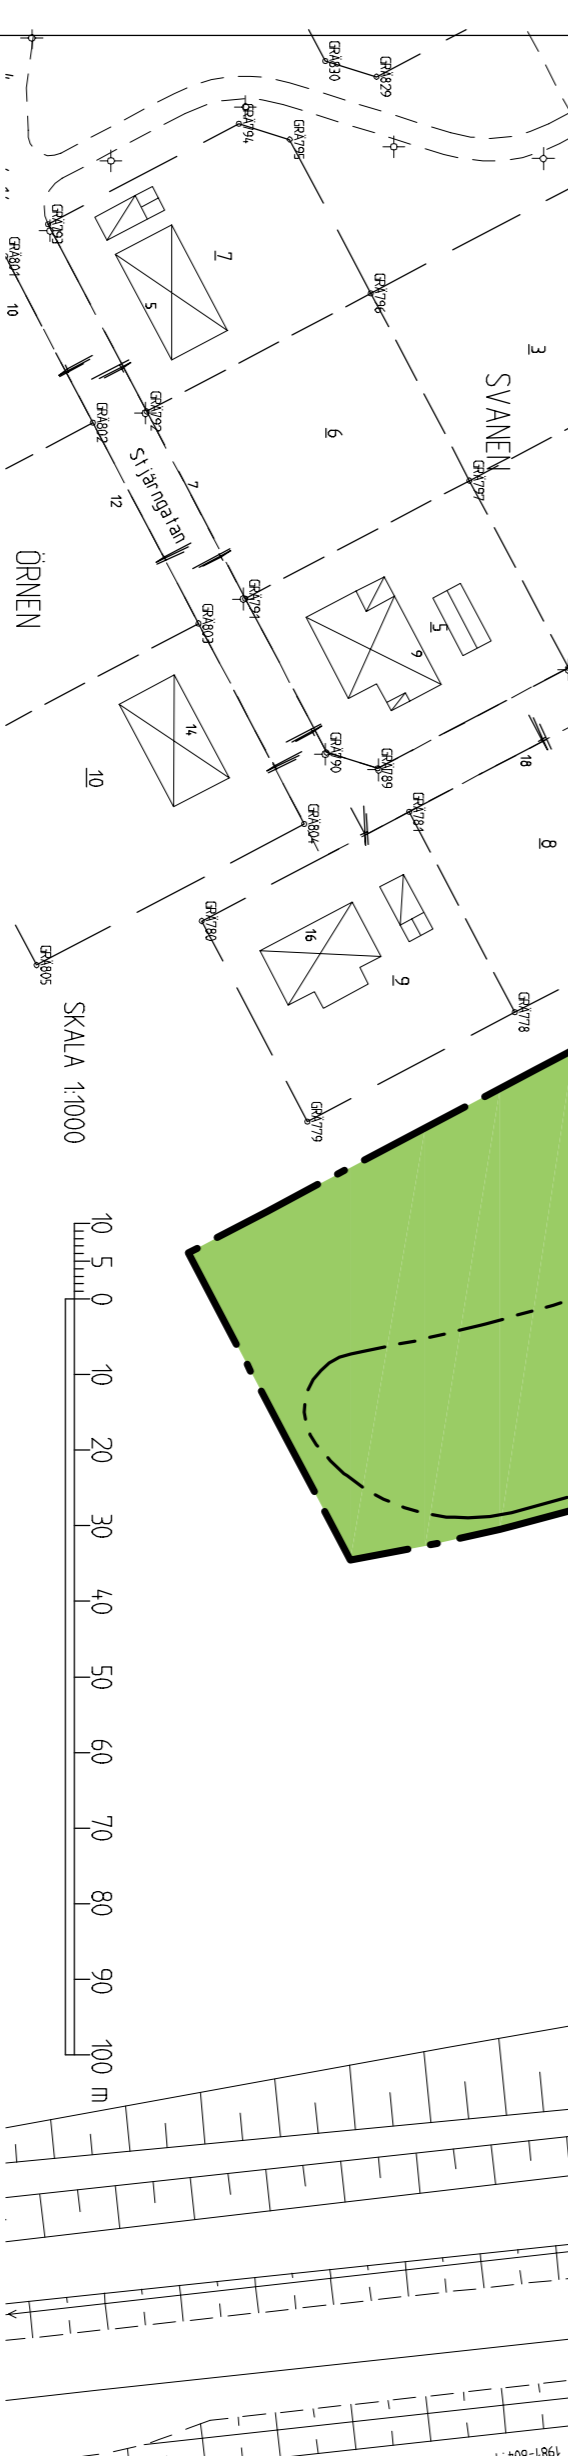 GRÄ830
GRÄ829
GRÄ794
GRÄ795
GRÄ793
GRÄ801
10
7
5
GRÄ796
3
SVANEN
6
GRÄ792
GRÄ802
Stjärngatan
7
12
GRÄ797
ÖRNEN
GRÄ791
GRÄ803
5
9
14
10
GRÄ790
GRÄ789
18
GRÄ781
8
GRÄ804
GRÄ780
16
9
GRÄ805
GRÄ778
GRÄ779
SKALA 1:1000
10 5 0 10 20 30 40 50 60 70 80 90 100 m